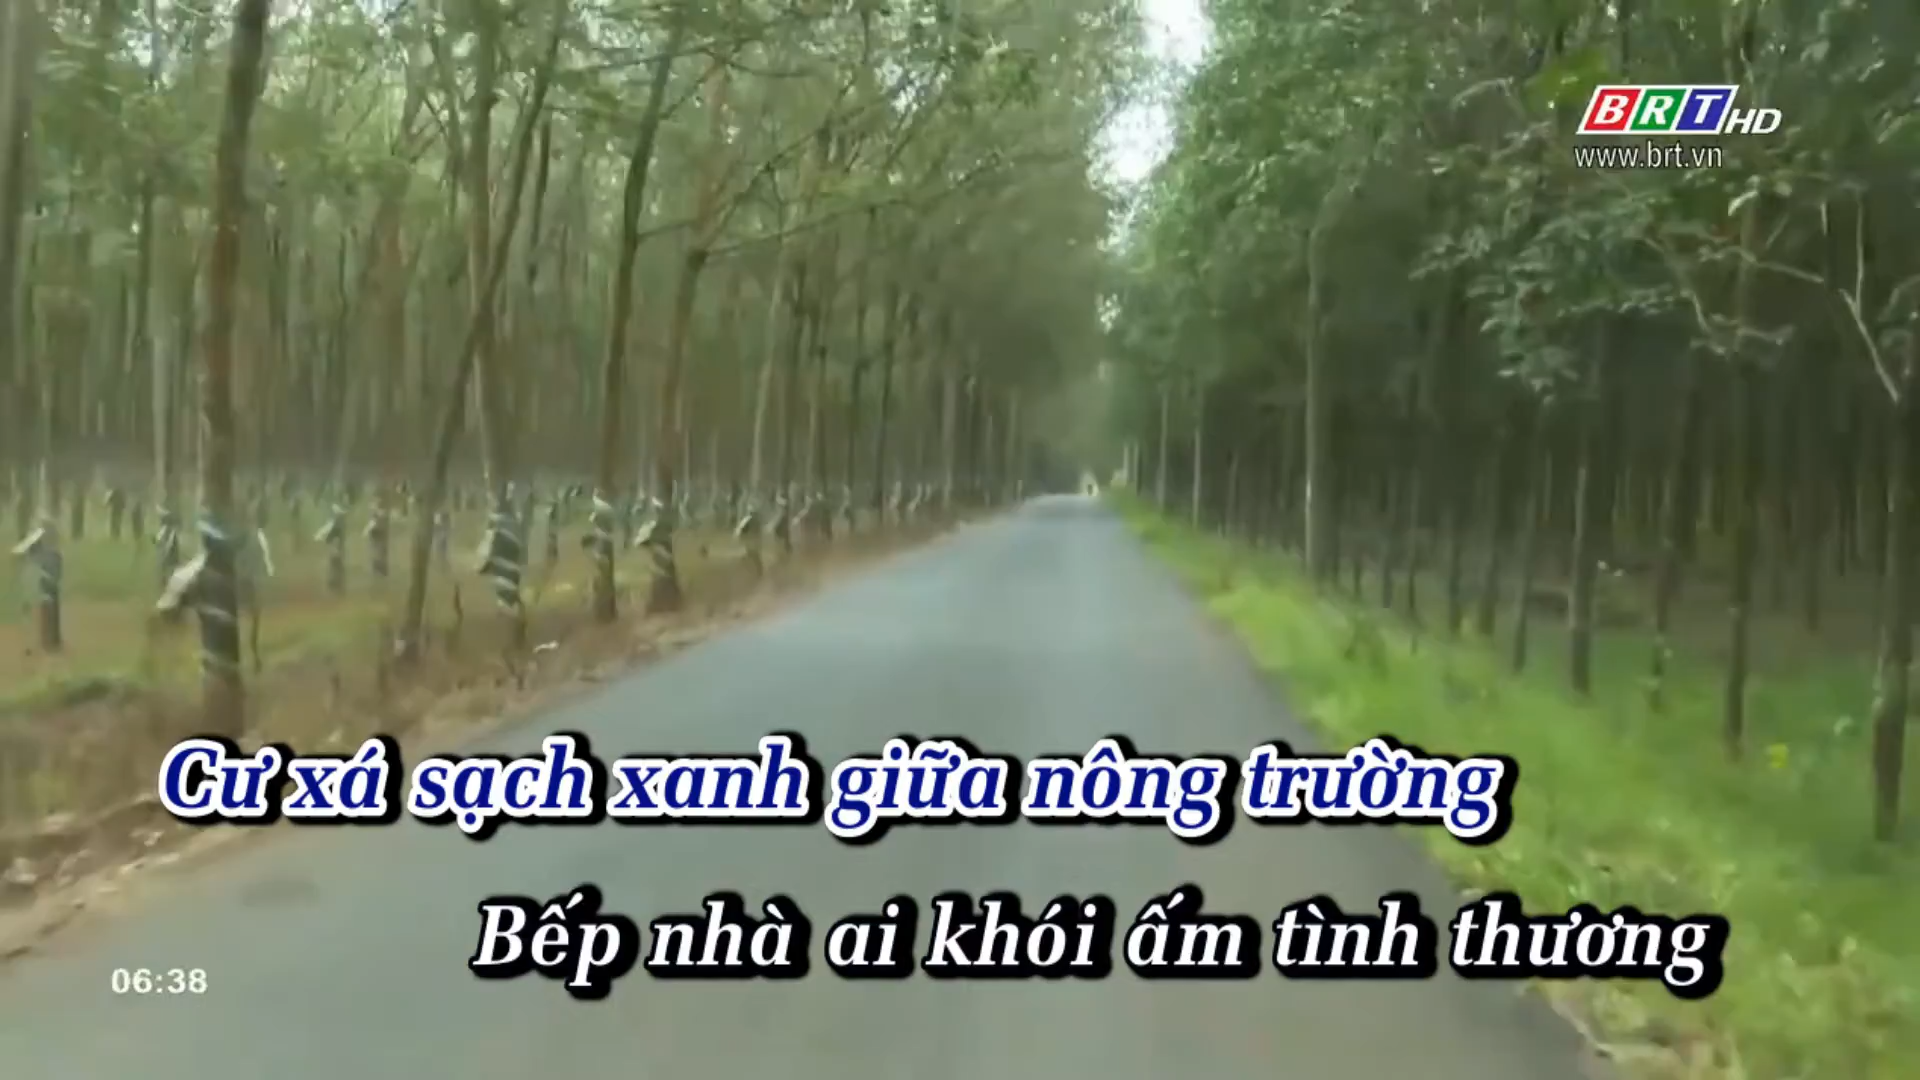 BRT HD
www.brt.vn
Cư xá sạch xanh giữa nông trường
Bếp nhà ai khói ấm tình thương
06:38